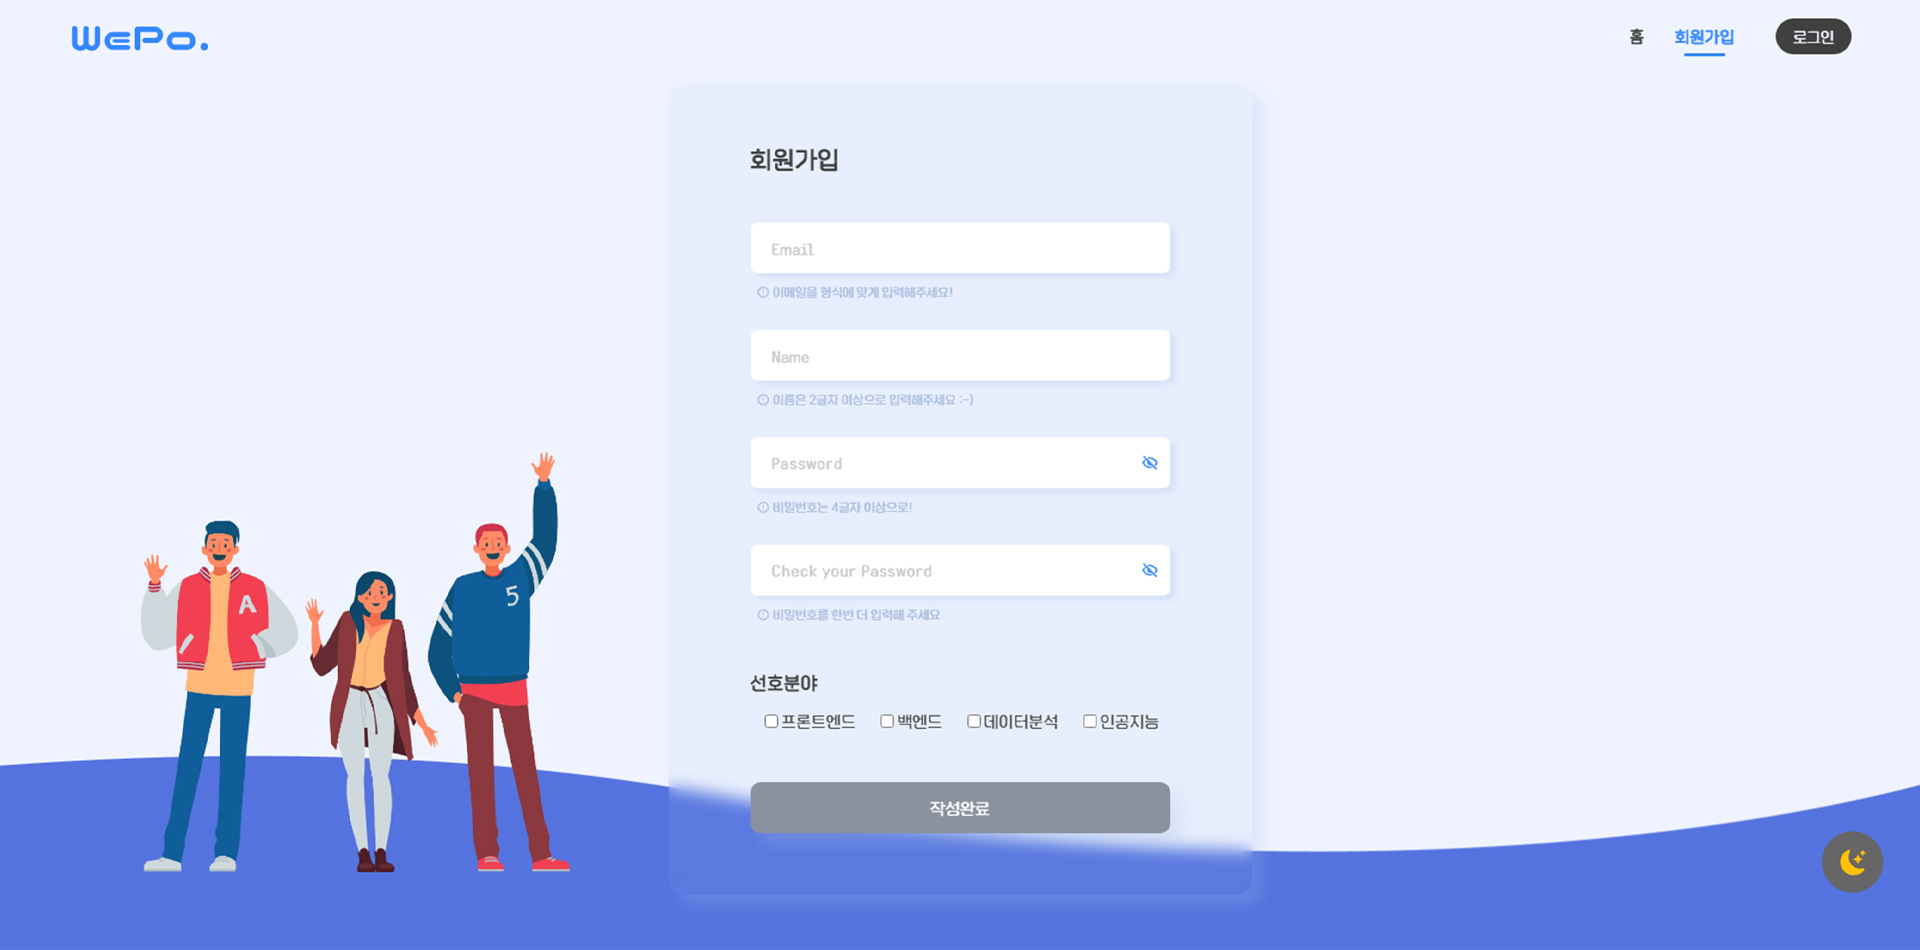 WePo.
홈 회원가입 로그인
회원가입
Email
이메일을 형식에 맞게 입력해주세요!
Name
이름은 2글자 이상으로 입력해주세요 :-)
Password
비밀번호는 4글자 이상으로!
Check your Password
비밀번호를 한번 더 입력해 주세요
선호분야
프론트엔드 백엔드 데이터분석 인공지능
작성완료
A
5